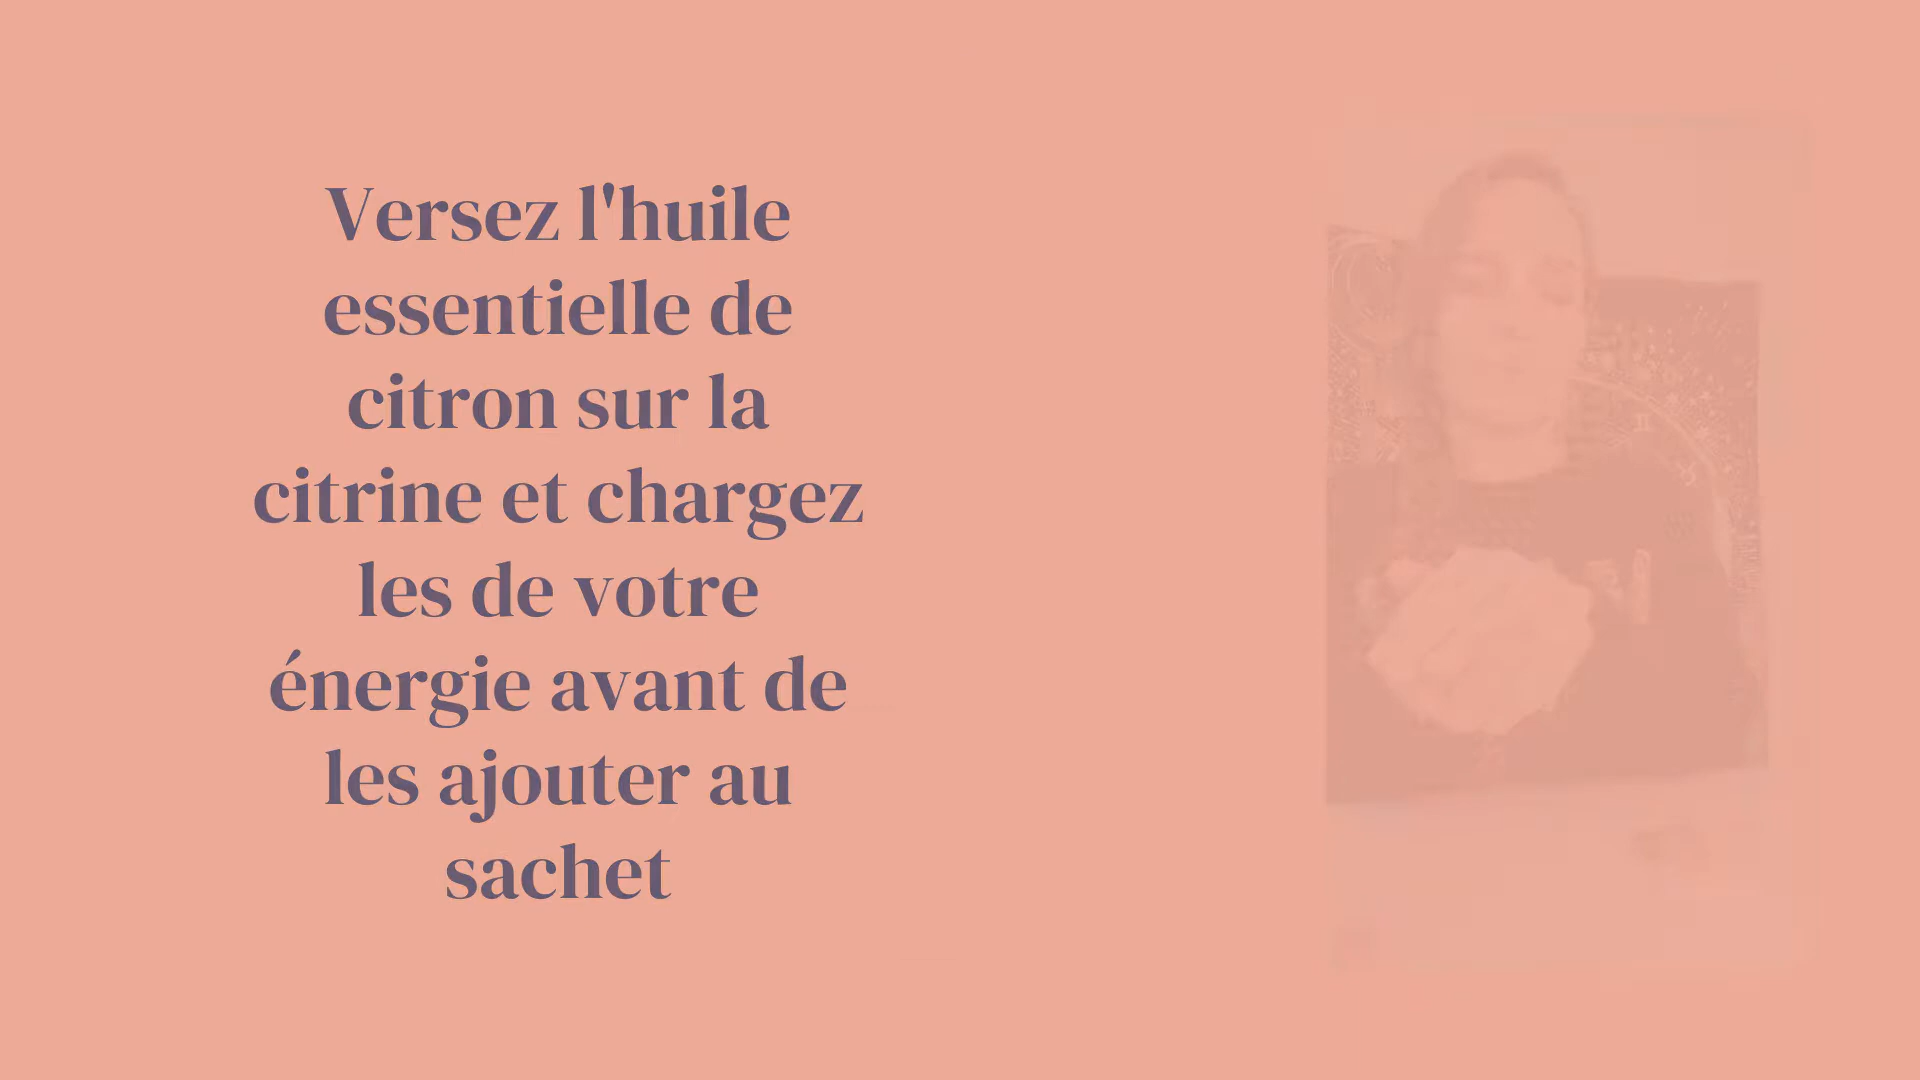 Versez l'huile
essentielle de
citron sur la
citrine et chargez
les de votre
énergie avant de
les ajouter au
sachet